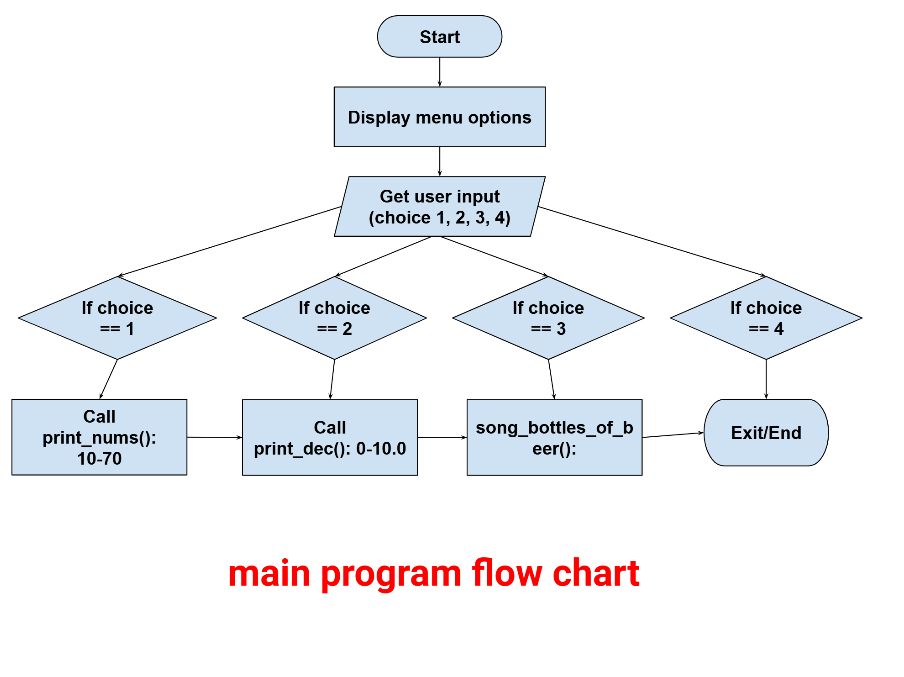 Start
Display menu options
Get user input
(choice 1, 2, 3, 4)
If choice
== 1
If choice
== 2
If choice
== 3
If choice
== 4
Call
print_nums():
10-70
Call
print_dec(): 0-10.0
song_bottles_of_b
eer():
Exit/End
main program flow chart